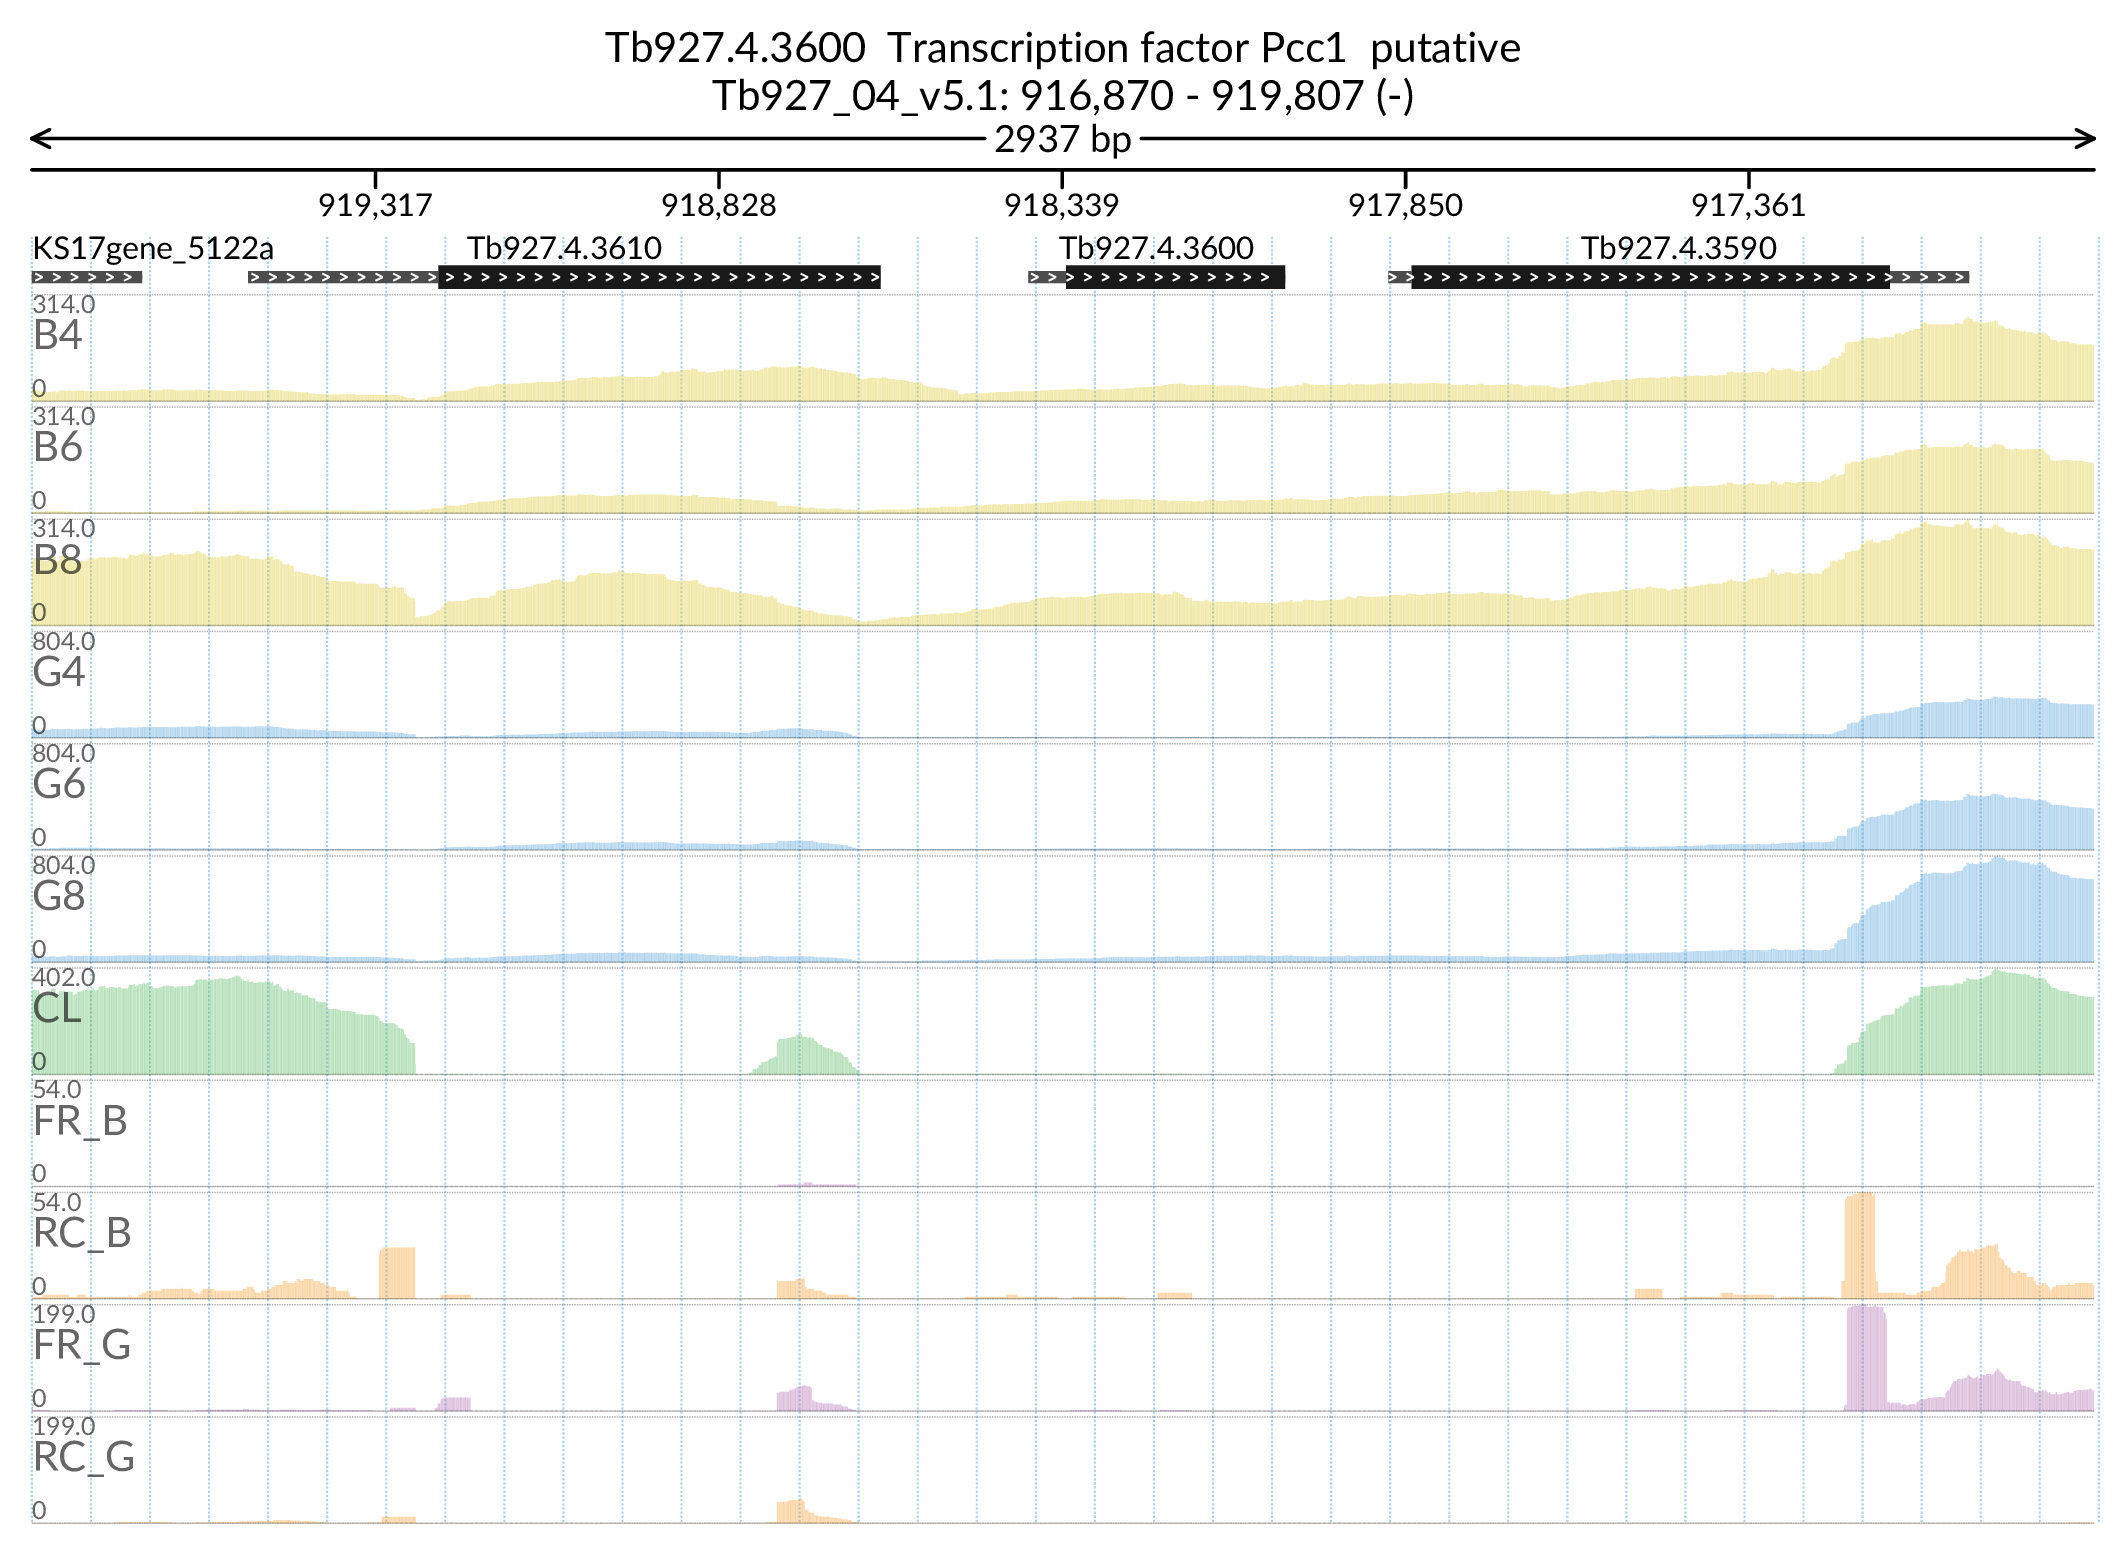 Tb927.4.3600  Transcription factor Pcc1  putative
Tb927_04_v5.1: 916,870 - 919,807 (-)
2937 bp
919,317 918,828 918,339 917,850 917,361
KS17gene_5122a Tb927.4.3610 Tb927.4.3600 Tb927.4.3590
314.0
B4
0
314.0
B6
0
314.0
B8
0
804.0
G4
0
804.0
G6
0
804.0
G8
0
402.0
CL
0
54.0
FR_B
0
54.0
RC_B
0
199.0
FR_G
0
199.0
RC_G
0